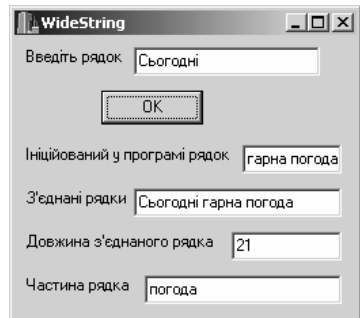 WideString
Введіть рядок Сьогодні
OK
Ініційований у програмі рядок гарна погода
З'єднані рядки Сьогодні гарна погода
Довжина з'єднаного рядка 21
Частина рядка погода